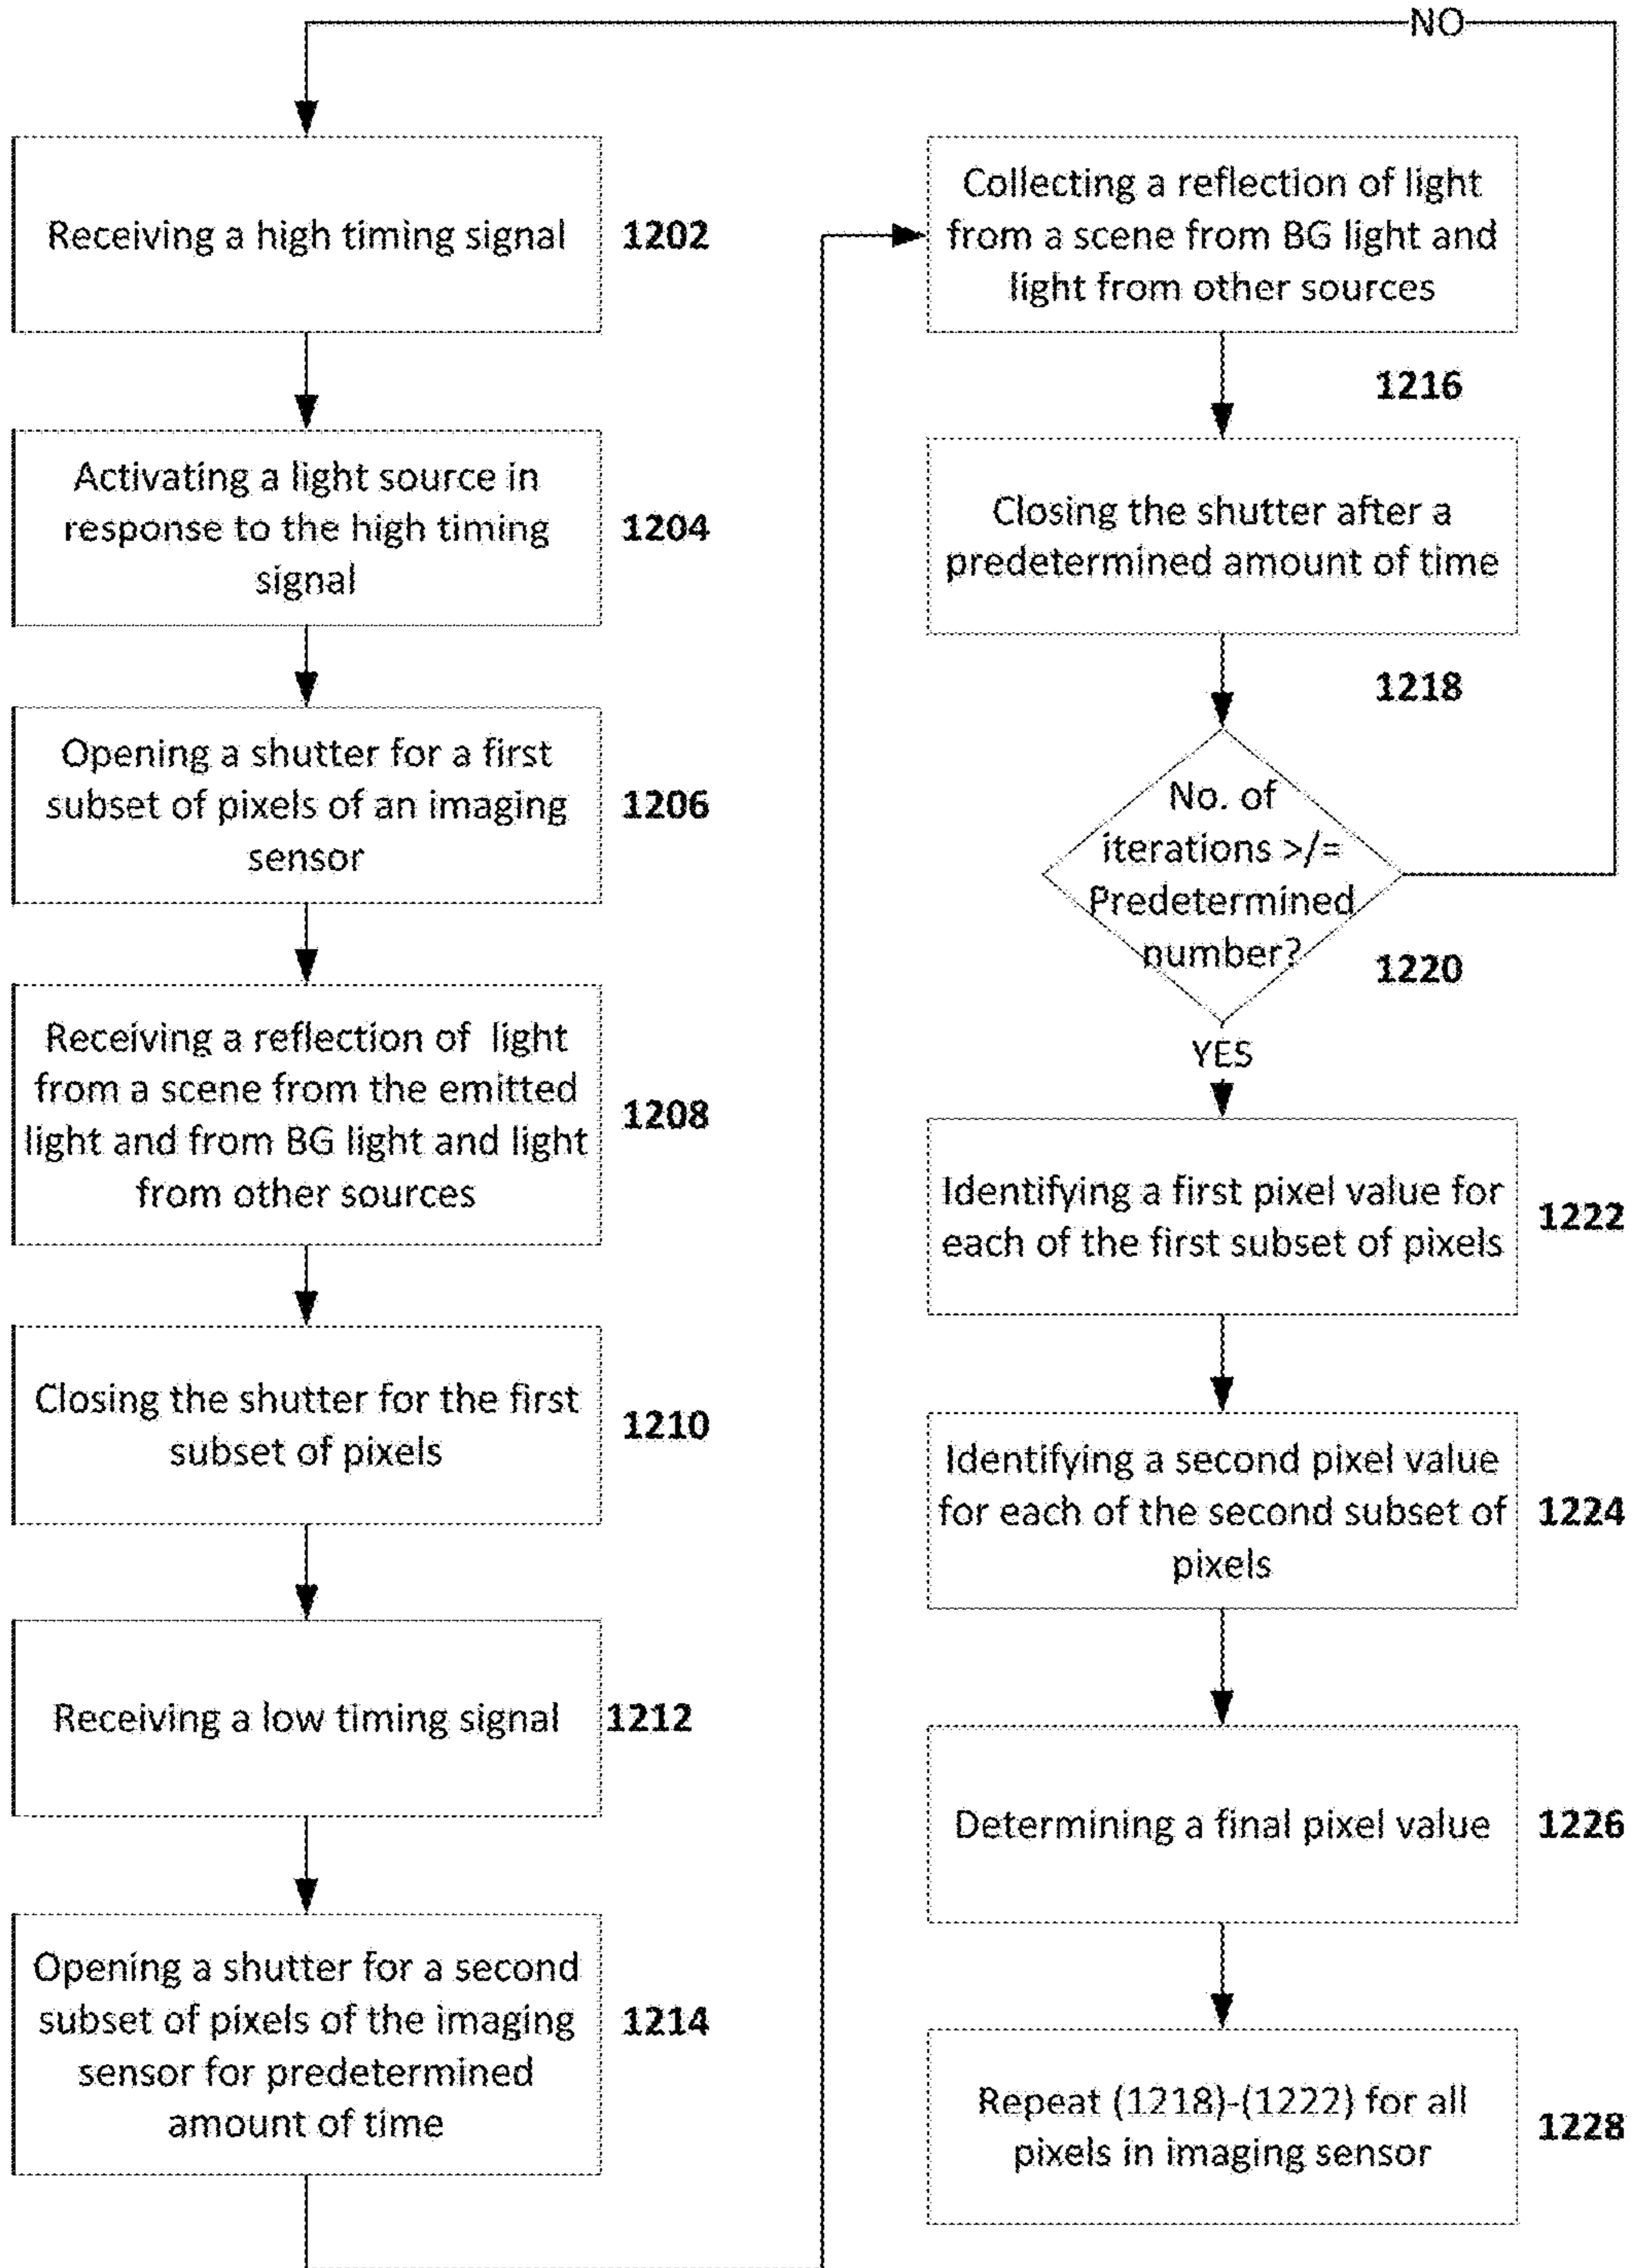 NO
Receiving a high timing signal
1202
Activating a light source in
response to the high timing
signal
1204
Opening a shutter for a first
subset of pixels of an imaging
sensor
1206
Receiving a reflection of light
from a scene from the emitted
light and from BG light and light
from other sources
1208
Closing the shutter for the first
subset of pixels
1210
Receiving a low timing signal
1212
Opening a shutter for a second
subset of pixels of the imaging
sensor for predetermined
amount of time
1214
Collecting a reflection of light
from a scene from BG light and
light from other sources
1216
Closing the shutter after a
predetermined amount of time
1218
No. of
iterations >/=
Predetermined
number?
1220
YES
Identifying a first pixel value for
each of the first subset of pixels
1222
Identifying a second pixel value
for each of the second subset of
pixels
1224
Determining a final pixel value
1226
Repeat (1218)-(1222) for all
pixels in imaging sensor
1228